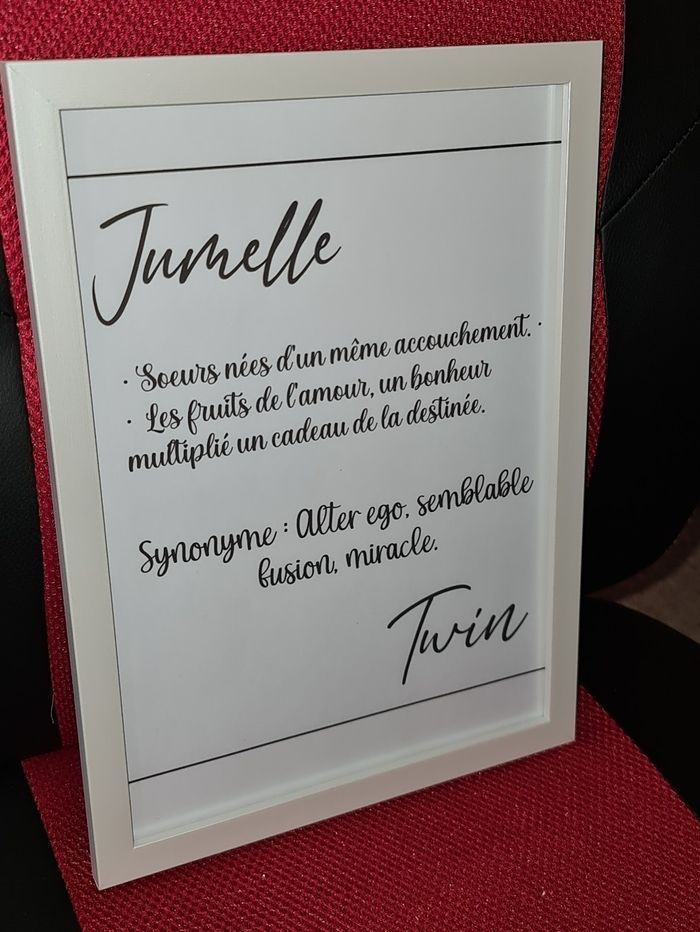 Jumelle
· Soeurs nées d'un même accouchement. ·
· Les fruits de l'amour, un bonheur
multiplié un cadeau de la destinée.
Synonyme : Alter ego, semblable
fusion, miracle.
Twin